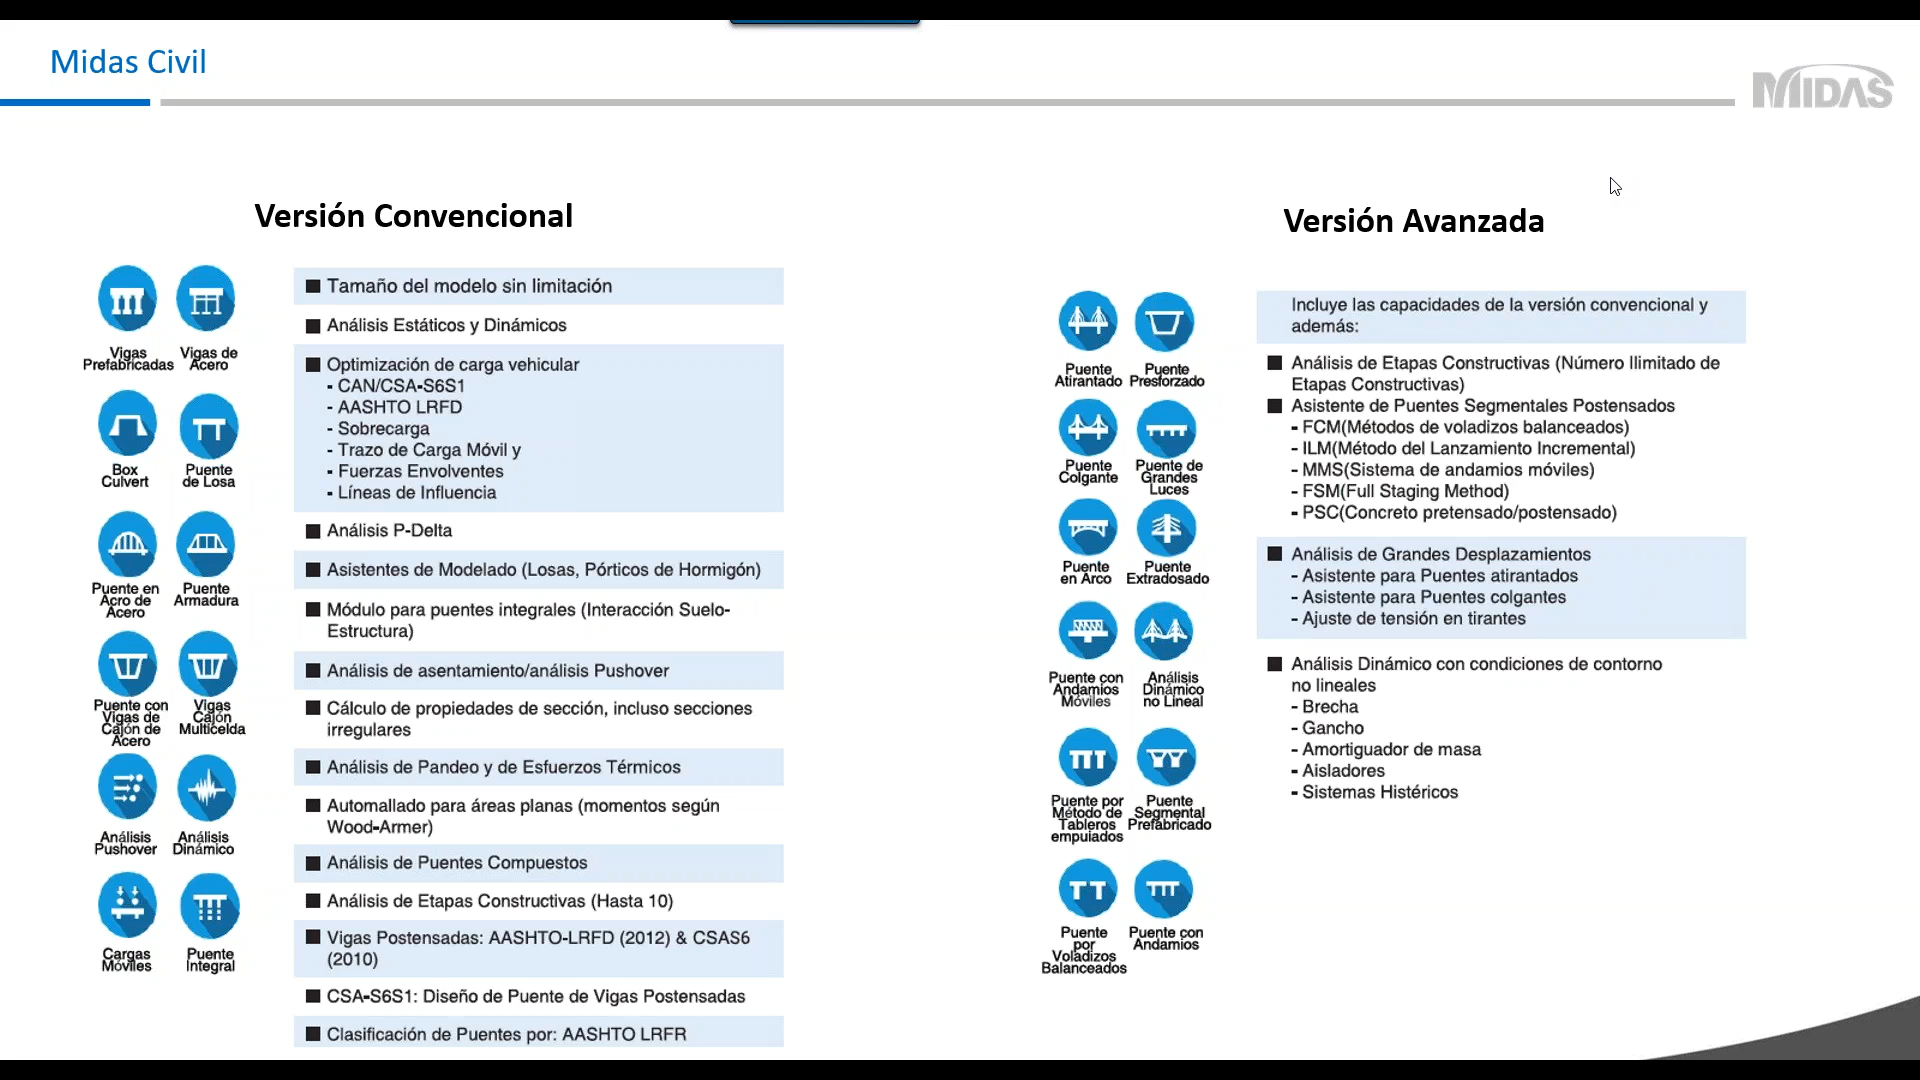 Midas Civil
MIDAS
Versión Convencional
Vigas
Prefabricadas
Vigas de
Acero
Box
Culvert
Puente
de Losa
Puente en
Acro de
Acero
Puente
Armadura
Puente con
Vigas de
Cajón de
Acero
Vigas
Cajón
Multicelda
Análisis
Pushover
Análisis
Dinámico
Cargas
Móviles
Puente
Integral
■ Tamaño del modelo sin limitación
■ Análisis Estáticos y Dinámicos
■ Optimización de carga vehicular
- CAN/CSA-S6S1
- AASHTO LRFD
- Sobrecarga
- Trazo de Carga Móvil y
- Fuerzas Envolventes
- Líneas de Influencia
■ Análisis P-Delta
■ Asistentes de Modelado (Losas, Pórticos de Hormigón)
■ Módulo para puentes integrales (Interacción Suelo-
Estructura)
■ Análisis de asentamiento/análisis Pushover
■ Cálculo de propiedades de sección, incluso secciones
irregulares
■ Análisis de Pandeo y de Esfuerzos Térmicos
■ Automallado para áreas planas (momentos según
Wood-Armer)
■ Análisis de Puentes Compuestos
■ Análisis de Etapas Constructivas (Hasta 10)
■ Vigas Postensadas: AASHTO-LRFD (2012) & CSAS6
(2010)
■ CSA-S6S1: Diseño de Puente de Vigas Postensadas
■ Clasificación de Puentes por: AASHTO LRFR
Versión Avanzada
Puente
Atirantado
Puente
Presforzado
Puente
Colgante
Puente de
Grandes
Luces
Puente
en Arco
Puente
Extradosado
Puente con
Andamios
Móviles
Análisis
Dinámico
no Lineal
Puente por
Método de
Tableros
empuiados
Puente
Segmental
Prefabricado
Puente
por
Voladizos
Balanceados
Puente con
Andamios
Incluye las capacidades de la versión convencional y
además:
■ Análisis de Etapas Constructivas (Número Ilimitado de
Etapas Constructivas)
■ Asistente de Puentes Segmentales Postensados
- FCM(Métodos de voladizos balanceados)
- ILM(Método del Lanzamiento Incremental)
- MMS(Sistema de andamios móviles)
- FSM(Full Staging Method)
- PSC(Concreto pretensado/postensado)
■ Análisis de Grandes Desplazamientos
- Asistente para Puentes atirantados
- Asistente para Puentes colgantes
- Ajuste de tensión en tirantes
■ Análisis Dinámico con condiciones de contorno
no lineales
- Brecha
- Gancho
- Amortiguador de masa
- Aisladores
- Sistemas Histéricos